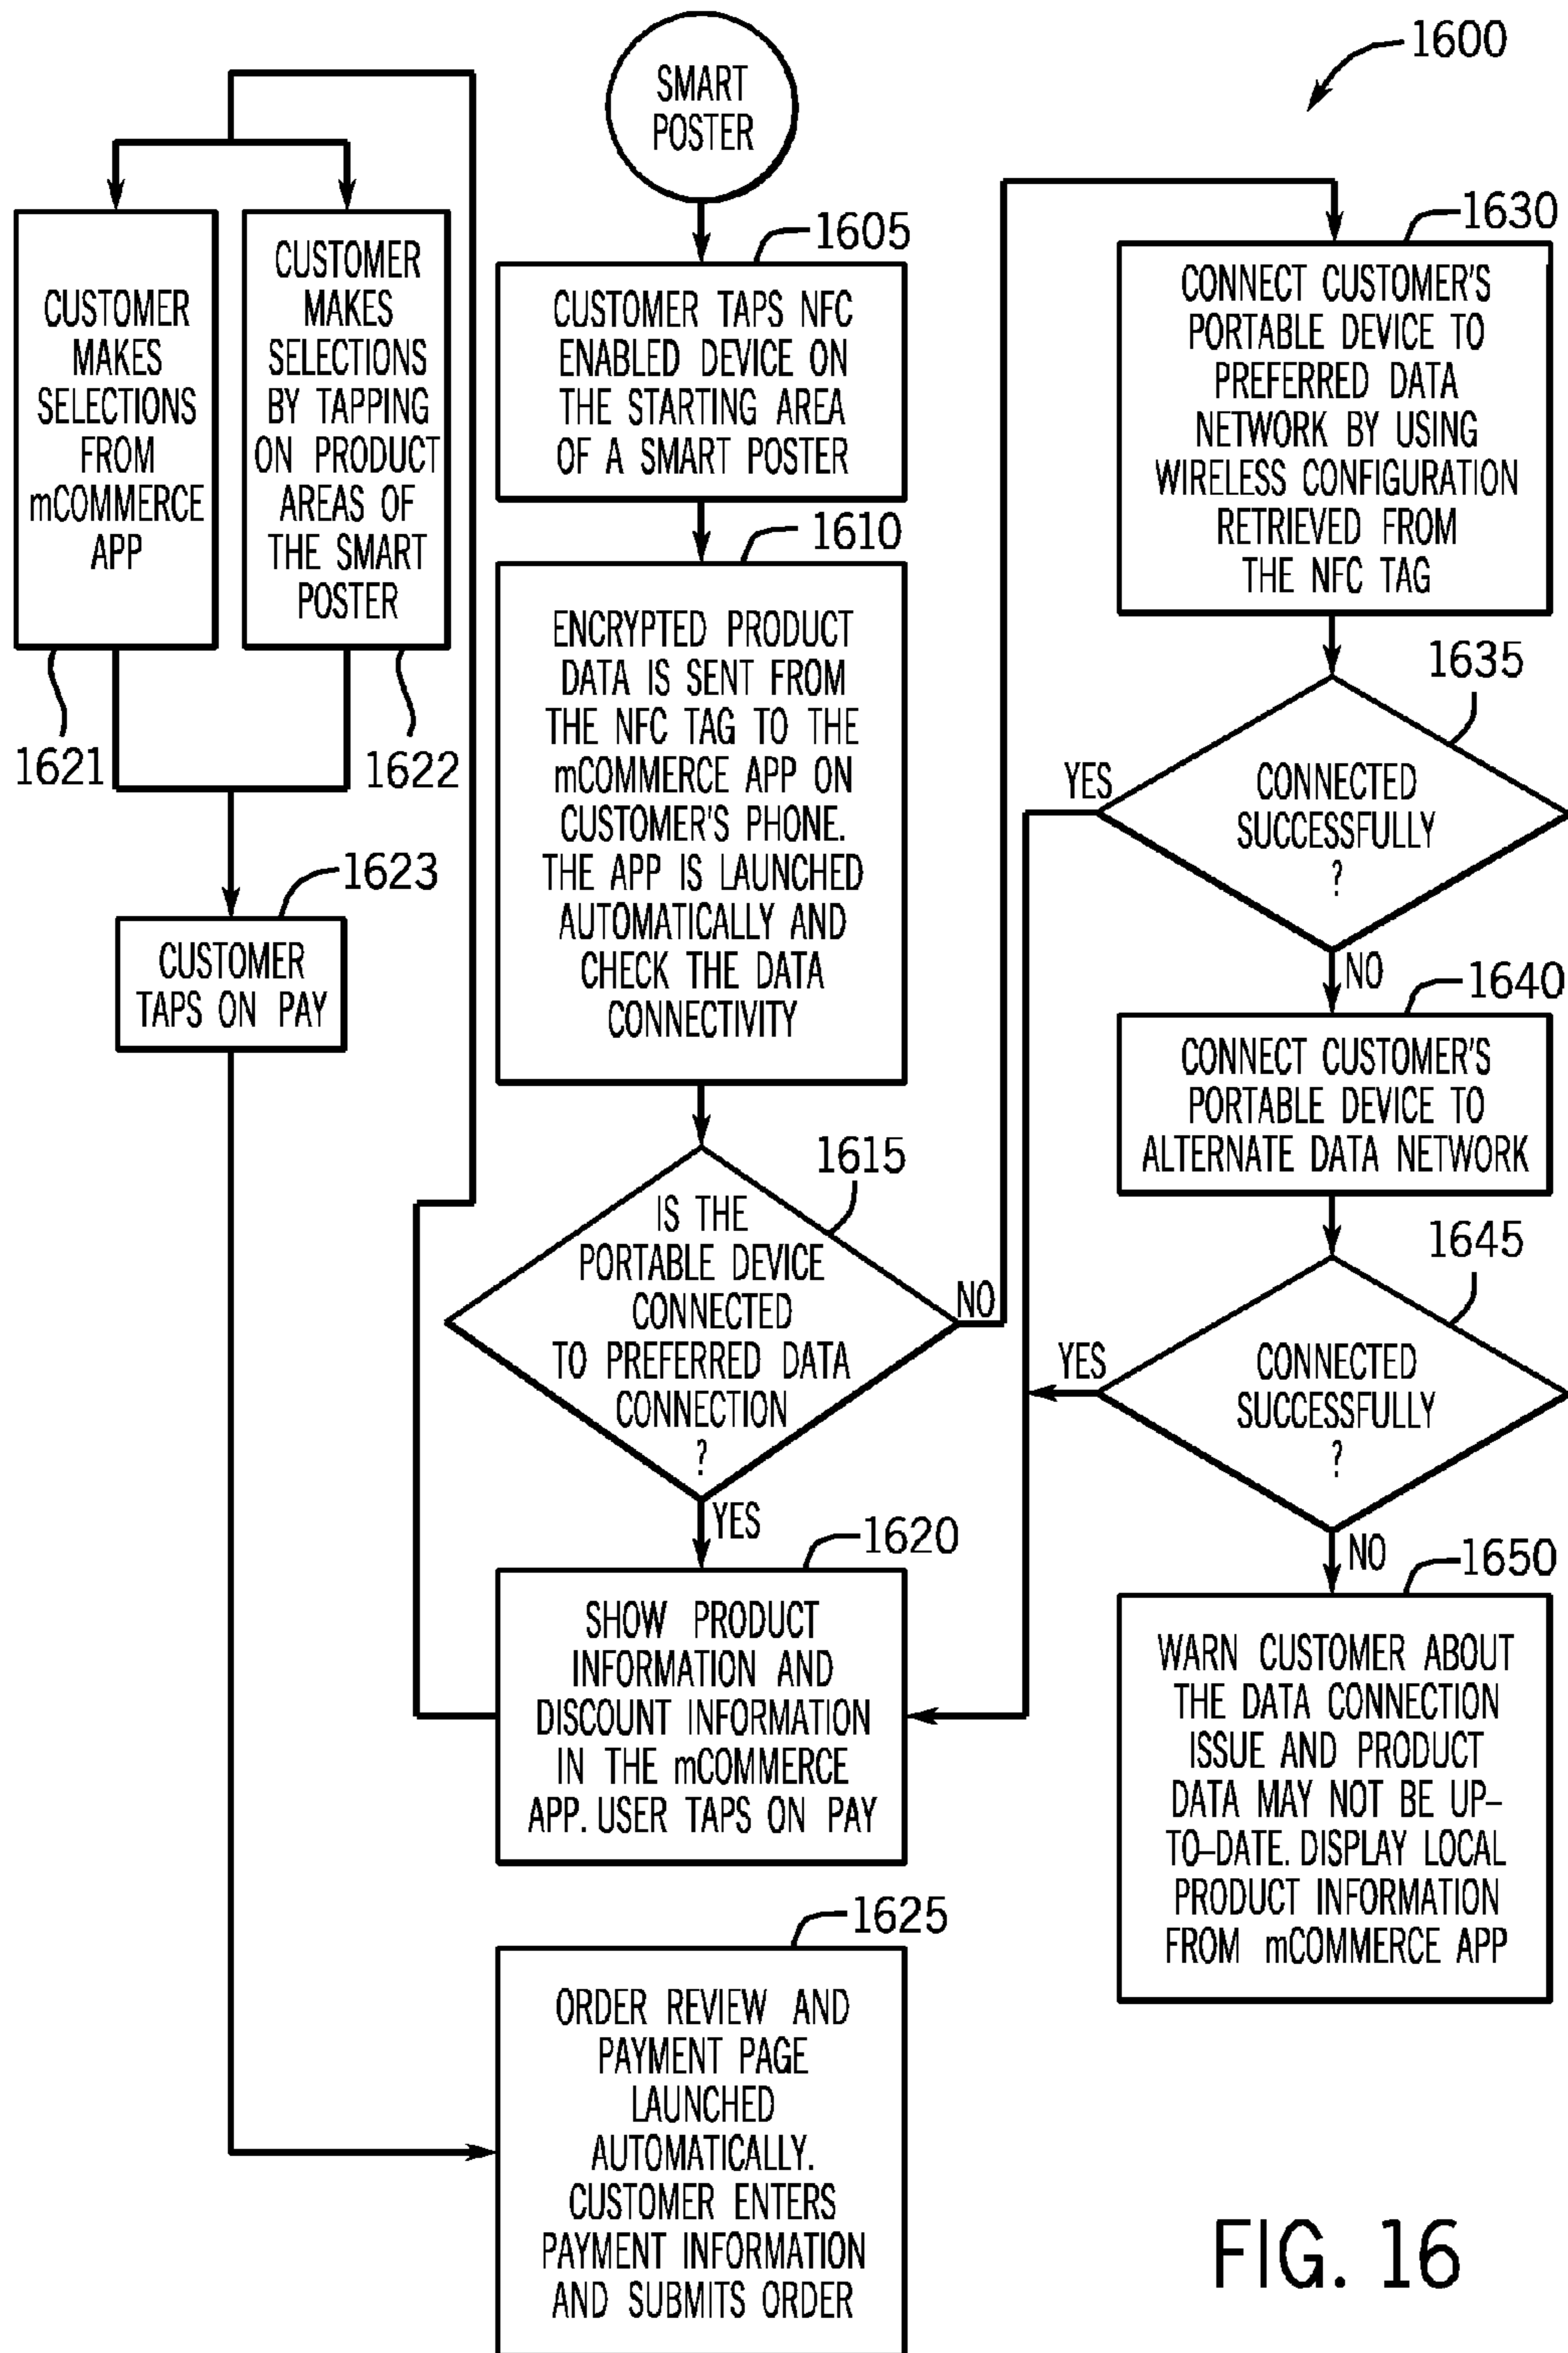 1600
SMART
POSTER
1605
CUSTOMER TAPS NFC
ENABLED DEVICE ON
THE STARTING AREA
OF A SMART POSTER
1610
ENCRYPTED PRODUCT
DATA IS SENT FROM
THE NFC TAG TO THE
mCOMMERCE APP ON
CUSTOMER'S PHONE.
THE APP IS LAUNCHED
AUTOMATICALLY AND
CHECK THE DATA
CONNECTIVITY
1615
IS THE
PORTABLE DEVICE
CONNECTED
TO PREFERRED DATA
CONNECTION
?
NO
YES
1620
SHOW PRODUCT
INFORMATION AND
DISCOUNT INFORMATION
IN THE mCOMMERCE
APP. USER TAPS ON PAY
CUSTOMER
MAKES
SELECTIONS
FROM
mCOMMERCE
APP
1621
CUSTOMER
MAKES
SELECTIONS
BY TAPPING
ON PRODUCT
AREAS OF
THE SMART
POSTER
1622
1623
CUSTOMER
TAPS ON PAY
1625
ORDER REVIEW AND
PAYMENT PAGE
LAUNCHED
AUTOMATICALLY.
CUSTOMER ENTERS
PAYMENT INFORMATION
AND SUBMITS ORDER
1630
CONNECT CUSTOMER'S
PORTABLE DEVICE TO
PREFERRED DATA
NETWORK BY USING
WIRELESS CONFIGURATION
RETRIEVED FROM
THE NFC TAG
1635
CONNECTED
SUCCESSFULLY
?
YES
NO
1640
CONNECT CUSTOMER'S
PORTABLE DEVICE TO
ALTERNATE DATA NETWORK
1645
CONNECTED
SUCCESSFULLY
?
YES
NO
1650
WARN CUSTOMER ABOUT
THE DATA CONNECTION
ISSUE AND PRODUCT
DATA MAY NOT BE UP–
TO–DATE. DISPLAY LOCAL
PRODUCT INFORMATION
FROM mCOMMERCE APP
FIG. 16